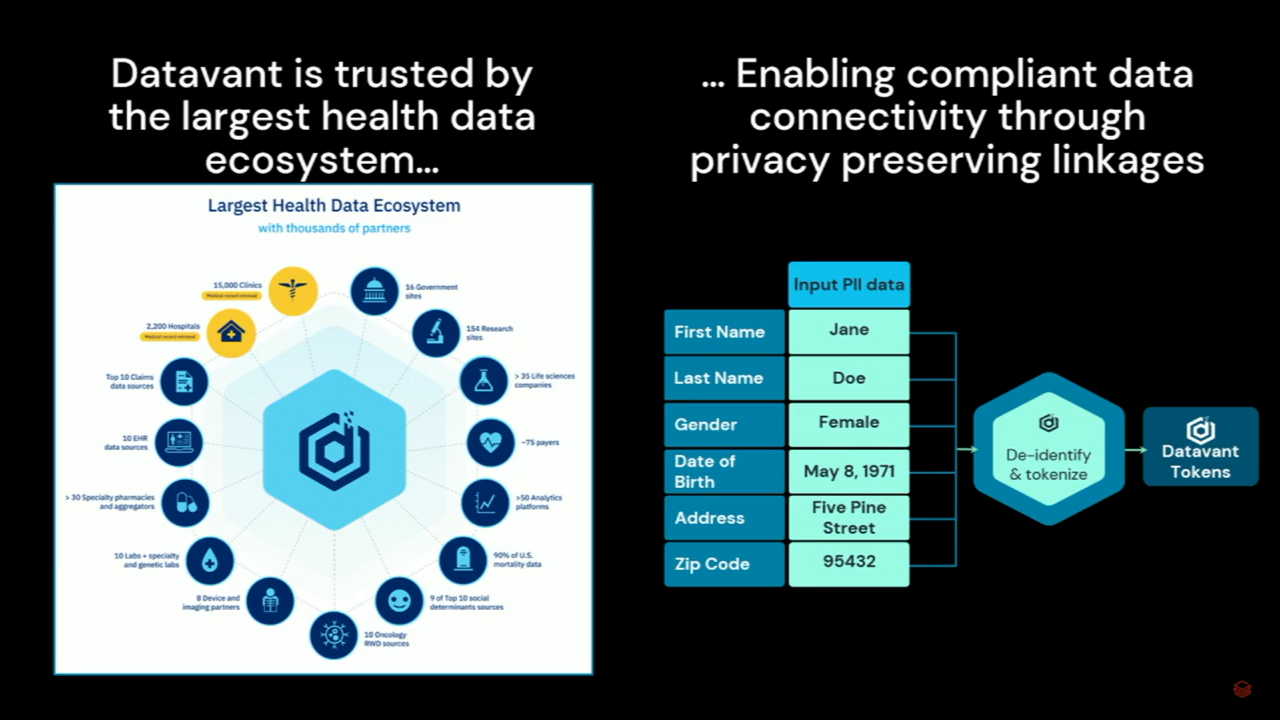 Datavant is trusted by
the largest health data
ecosystem...
Largest Health Data Ecosystem
with thousands of partners
15,000 Clinics
Medical record retrieval
2,200 Hospitals
Medical record retrieval
Top 10 Claims
data sources
10 EHR
data sources
> 30 Specialty pharmacies
and aggregators
10 Labs + specialty
and genetic labs
8 Device and
imaging partners
16 Government
sites
154 Research
sites
> 35 Life sciences
companies
~75 payers
>50 Analytics
platforms
90% of U.S.
mortality data
9 of Top 10 social
determinants sources
10 Oncology
RWD sources
... Enabling compliant data
connectivity through
privacy preserving linkages
Input PII data
First Name
Jane
Last Name
Doe
Gender
Female
Date of
Birth
May 8, 1971
Address
Five Pine
Street
Zip Code
95432
De-identify
& tokenize
Datavant
Tokens